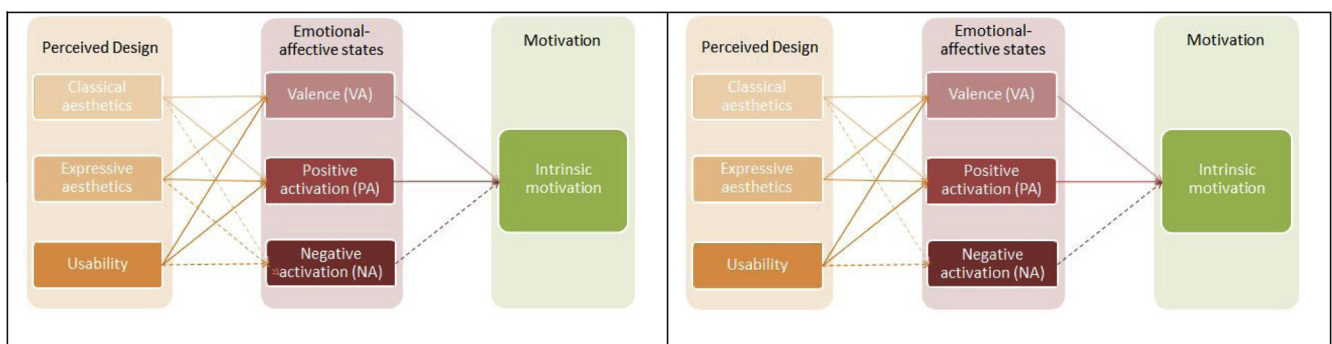 Perceived Design
Classical
aesthetics
Expressive
aesthetics
Usability
Emotional-
affective states
Valence (VA)
Positive
activation (PA)
Negative
activation (NA)
Motivation
Intrinsic
motivation
Perceived Design
Classical
aesthetics
Expressive
aesthetics
Usability
Emotional-
affective states
Valence (VA)
Positive
activation (PA)
Negative
activation (NA)
Motivation
Intrinsic
motivation